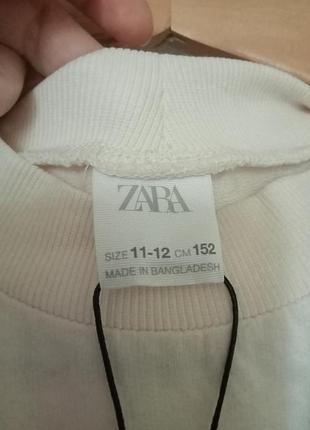 ZARA
SIZE 11-12 CM 152
MADE IN BANGLADESH